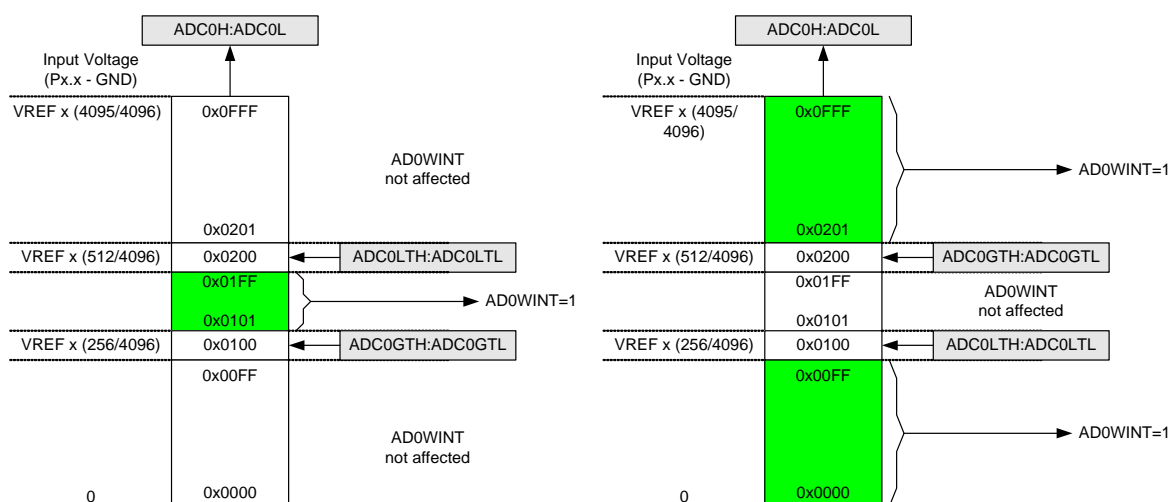 ADC0H:ADC0L
Input Voltage
(Px.x - GND)
VREF x (4095/4096)
0x0FFF
AD0WINT
not affected
0x0201
VREF x (512/4096)
0x0200
ADC0LTH:ADC0LTL
0x01FF
AD0WINT=1
0x0101
VREF x (256/4096)
0x0100
ADC0GTH:ADC0GTL
0x00FF
AD0WINT
not affected
0
0x0000
ADC0H:ADC0L
Input Voltage
(Px.x - GND)
VREF x (4095/
4096)
0x0FFF
AD0WINT=1
0x0201
VREF x (512/4096)
0x0200
ADC0GTH:ADC0GTL
0x01FF
AD0WINT
not affected
0x0101
VREF x (256/4096)
0x0100
ADC0LTH:ADC0LTL
0x00FF
AD0WINT=1
0
0x0000